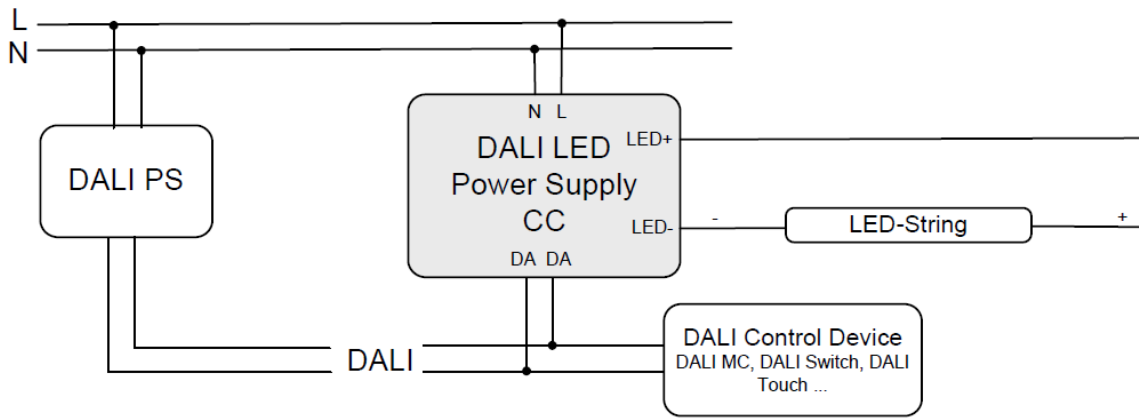 L
N
N L
DALI PS
DALI LED
Power Supply
CC
LED+
LED-
DA DA
-
LED-String
+
DALI
DALI Control Device
DALI MC, DALI Switch, DALI
Touch ...